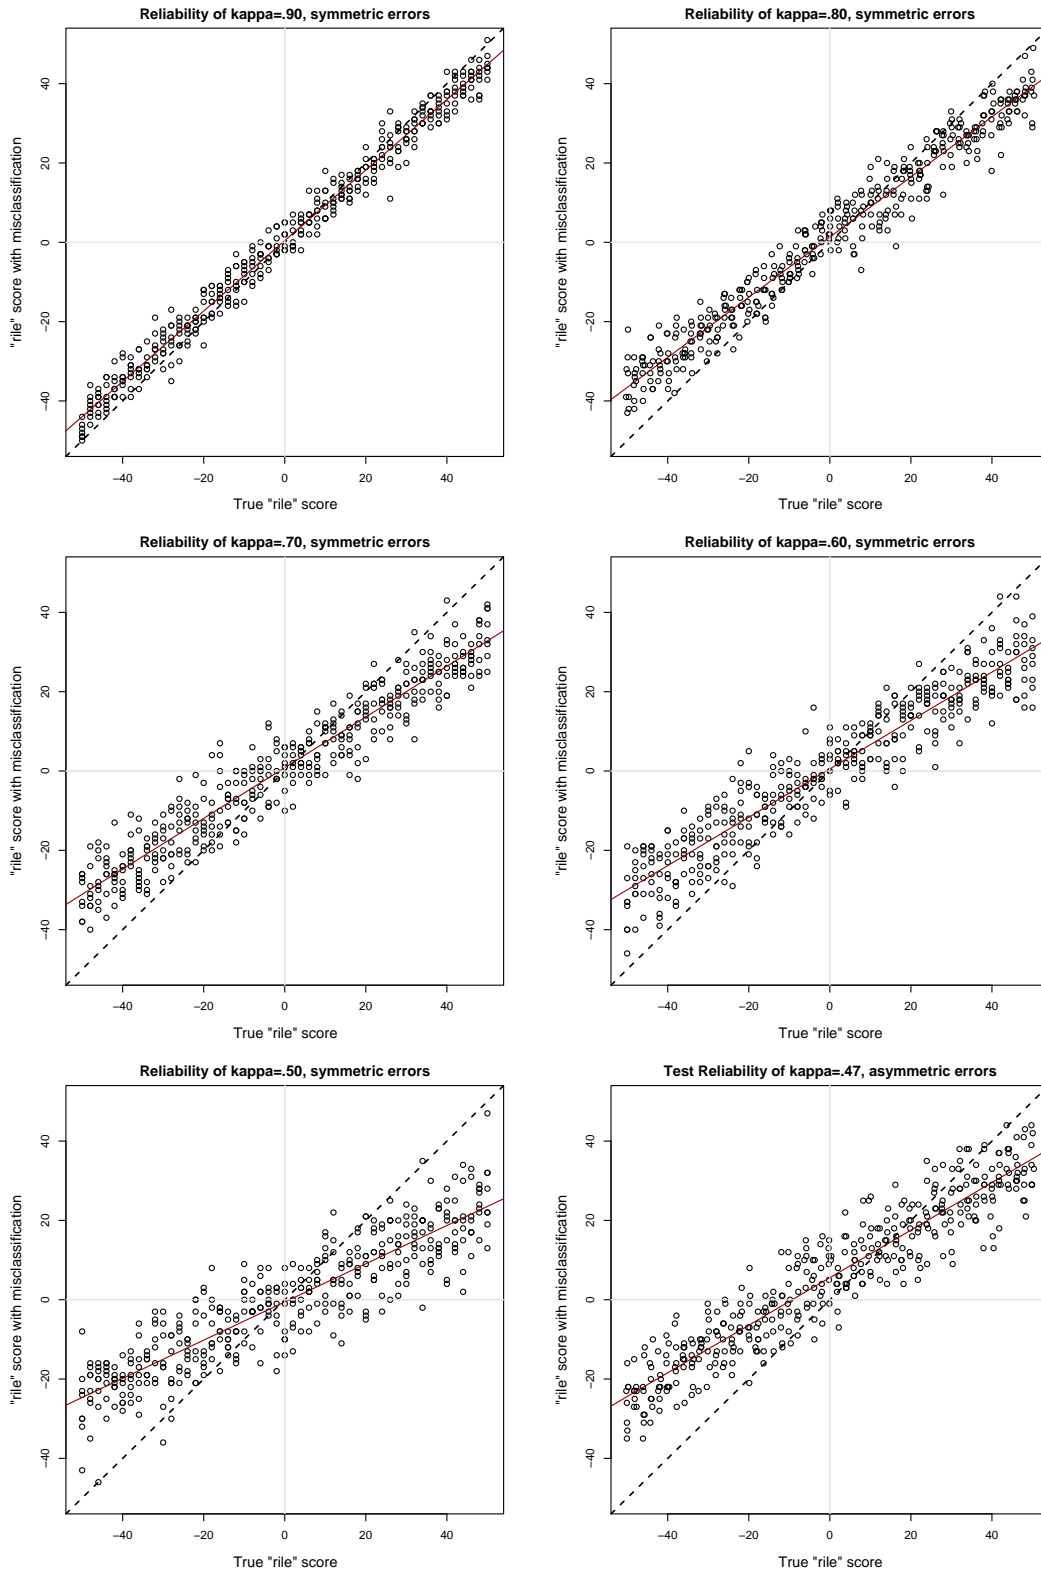 Reliability of kappa=.90, symmetric errors
"rile" score with misclassification
40
20
0
−20
−40
−40 −20 0 20 40
True "rile" score
Reliability of kappa=.80, symmetric errors
"rile" score with misclassification
40
20
0
−20
−40
−40 −20 0 20 40
True "rile" score
Reliability of kappa=.70, symmetric errors
"rile" score with misclassification
40
20
0
−20
−40
−40 −20 0 20 40
True "rile" score
Reliability of kappa=.60, symmetric errors
"rile" score with misclassification
40
20
0
−20
−40
−40 −20 0 20 40
True "rile" score
Reliability of kappa=.50, symmetric errors
"rile" score with misclassification
40
20
0
−20
−40
−40 −20 0 20 40
True "rile" score
Test Reliability of kappa=.47, asymmetric errors
"rile" score with misclassification
40
20
0
−20
−40
−40 −20 0 20 40
True "rile" score